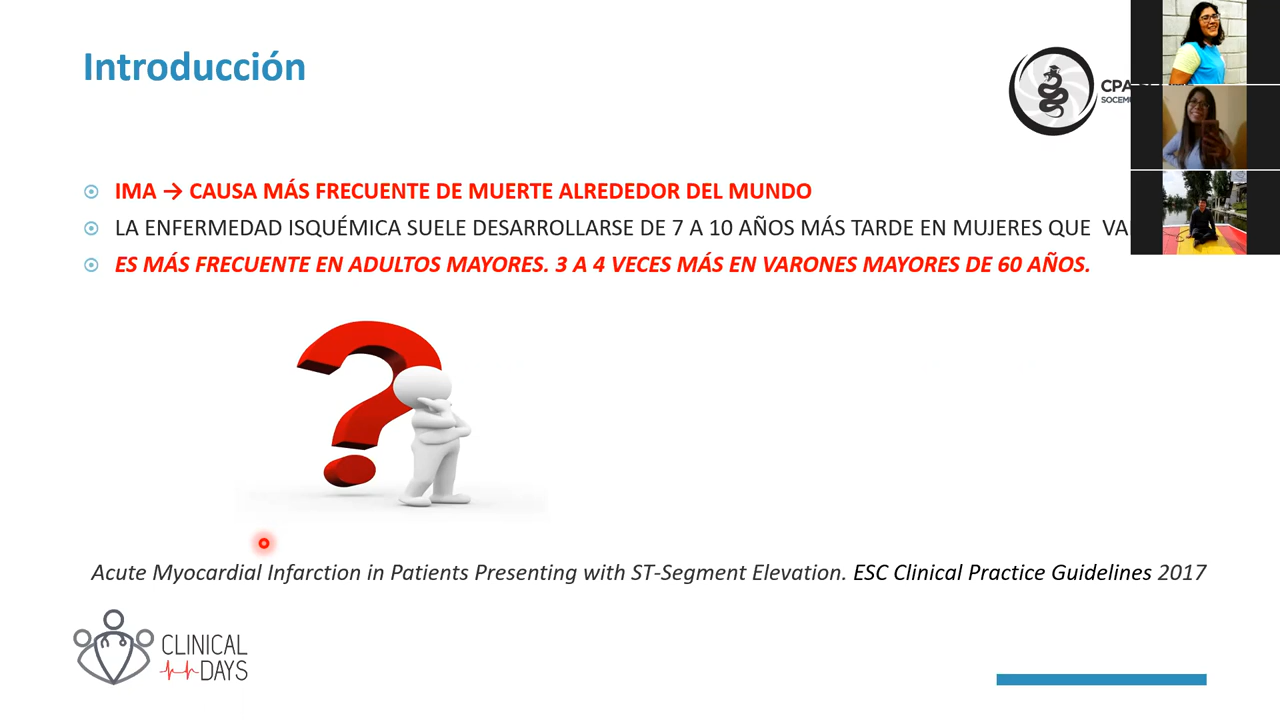 Introducción
IMA → CAUSA MÁS FRECUENTE DE MUERTE ALREDEDOR DEL MUNDO
LA ENFERMEDAD ISQUÉMICA SUELE DESARROLLARSE DE 7 A 10 AÑOS MÁS TARDE EN MUJERES QUE
ES MÁS FRECUENTE EN ADULTOS MAYORES. 3 A 4 VECES MÁS EN VARONES MAYORES DE 60 AÑOS.
Acute Myocardial Infarction in Patients Presenting with ST-Segment Elevation. ESC Clinical Practice Guidelines 2017
CLINICAL
DAYS